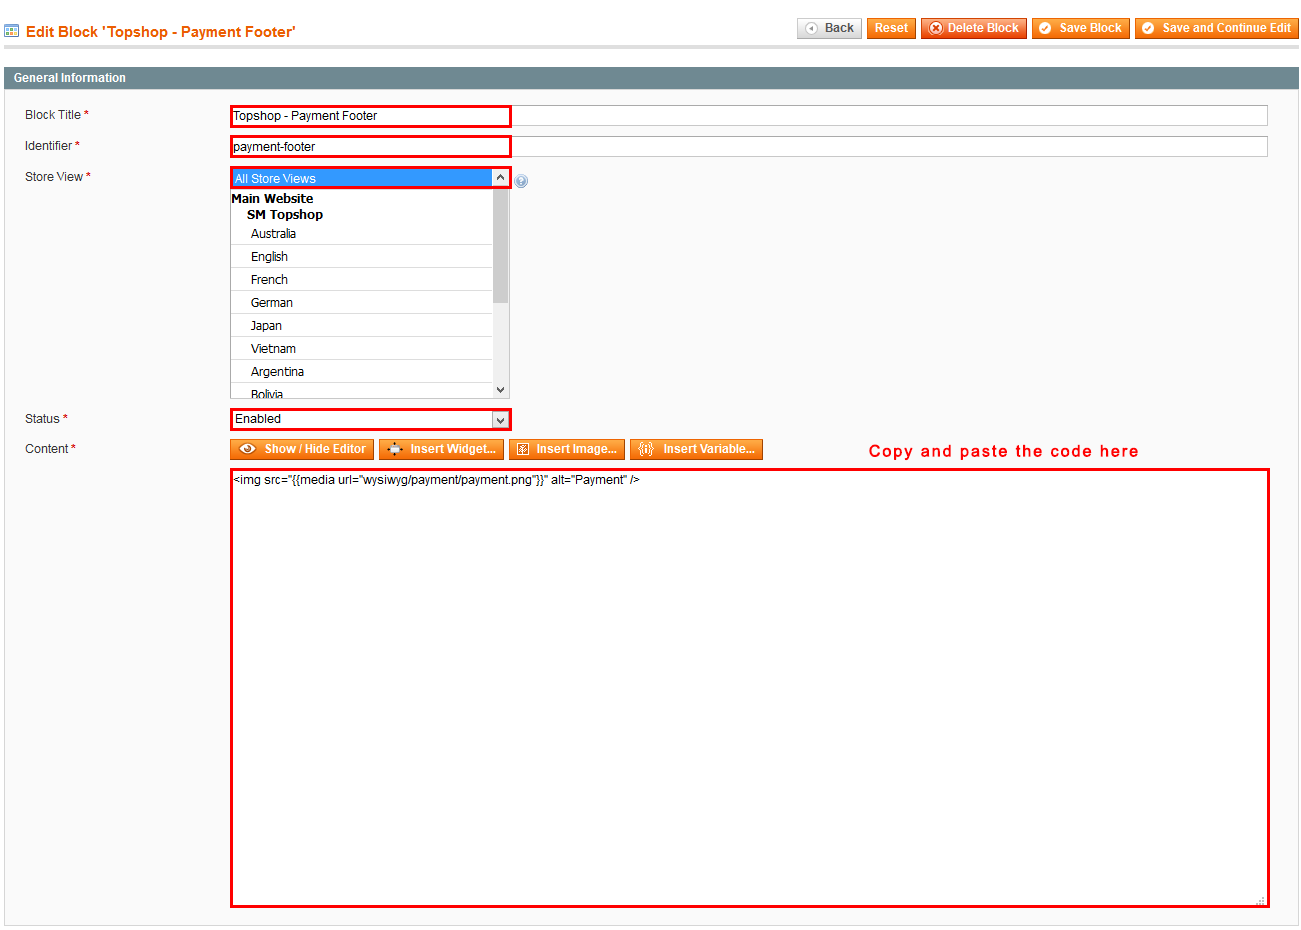 Edit Block 'Topshop - Payment Footer'
Back Reset Delete Block Save Block Save and Continue Edit
General Information
Block Title *
Topshop - Payment Footer
Identifier *
payment-footer
Store View *
All Store Views
Main Website
SM Topshop
Australia
English
French
German
Japan
Vietnam
Argentina
Bolivia
Status *
Enabled
Content *
Show / Hide Editor Insert Widget... Insert Image... Insert Variable...
Copy and paste the code here
<img src="{{media url="wysiwyg/payment/payment.png"}}" alt="Payment" />